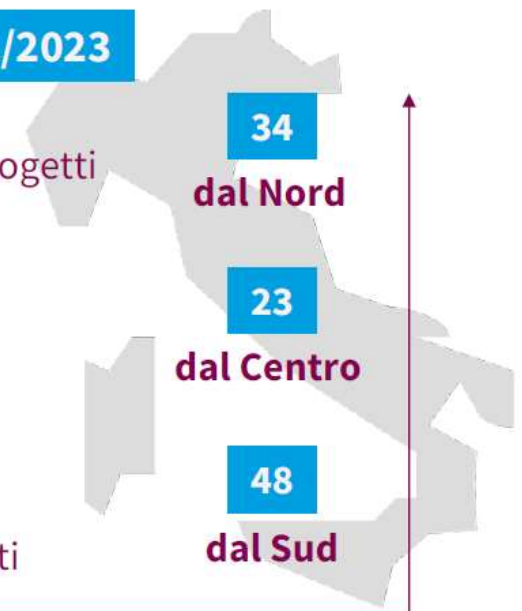 /2023
34
ogetti
dal Nord
23
dal Centro
48
dal Sud
ti